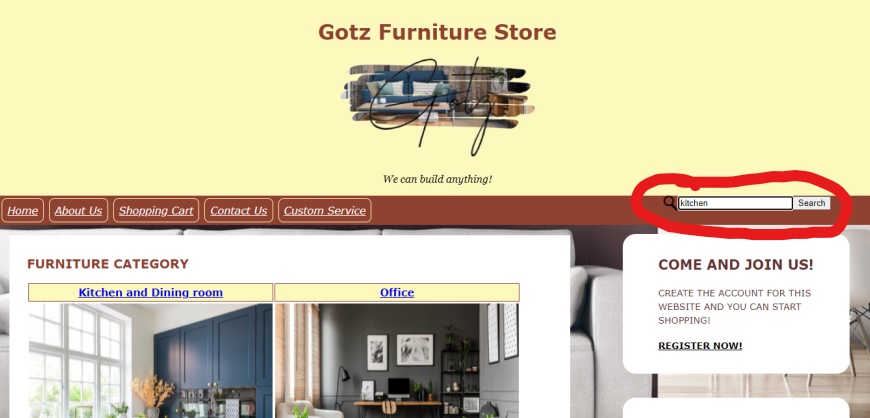 Gotz Furniture Store
Gotz
We can build anything!
Home About Us Shopping Cart Contact Us Custom Service
kitchen Search
FURNITURE CATEGORY
Kitchen and Dining room Office
COME AND JOIN US!
CREATE THE ACCOUNT FOR THIS
WEBSITE AND YOU CAN START
SHOPPING!
REGISTER NOW!